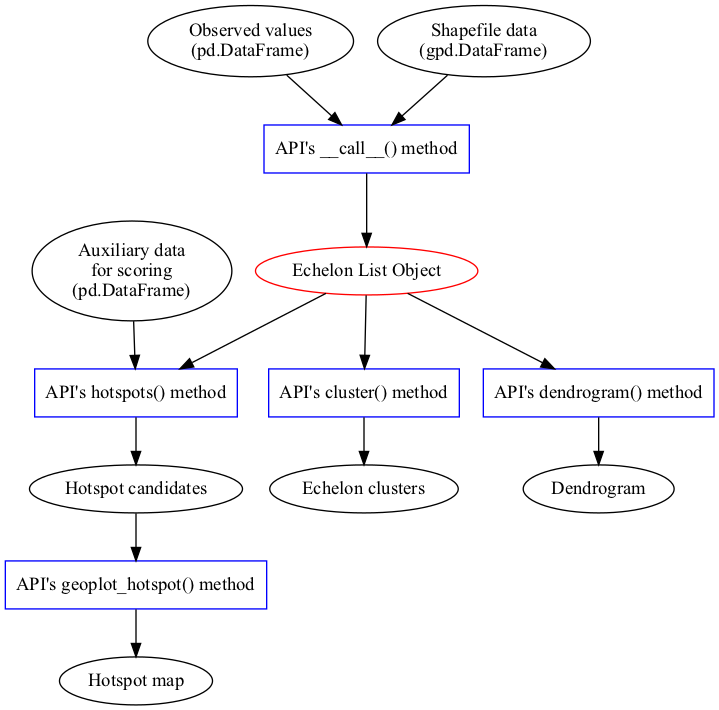 Observed values
(pd.DataFrame)
Shapefile data
(gpd.DataFrame)
API's __call__() method
Auxiliary data
for scoring
(pd.DataFrame)
Echelon List Object
API's hotspots() method
API's cluster() method
API's dendrogram() method
Hotspot candidates
Echelon clusters
Dendrogram
API's geoplot_hotspot() method
Hotspot map